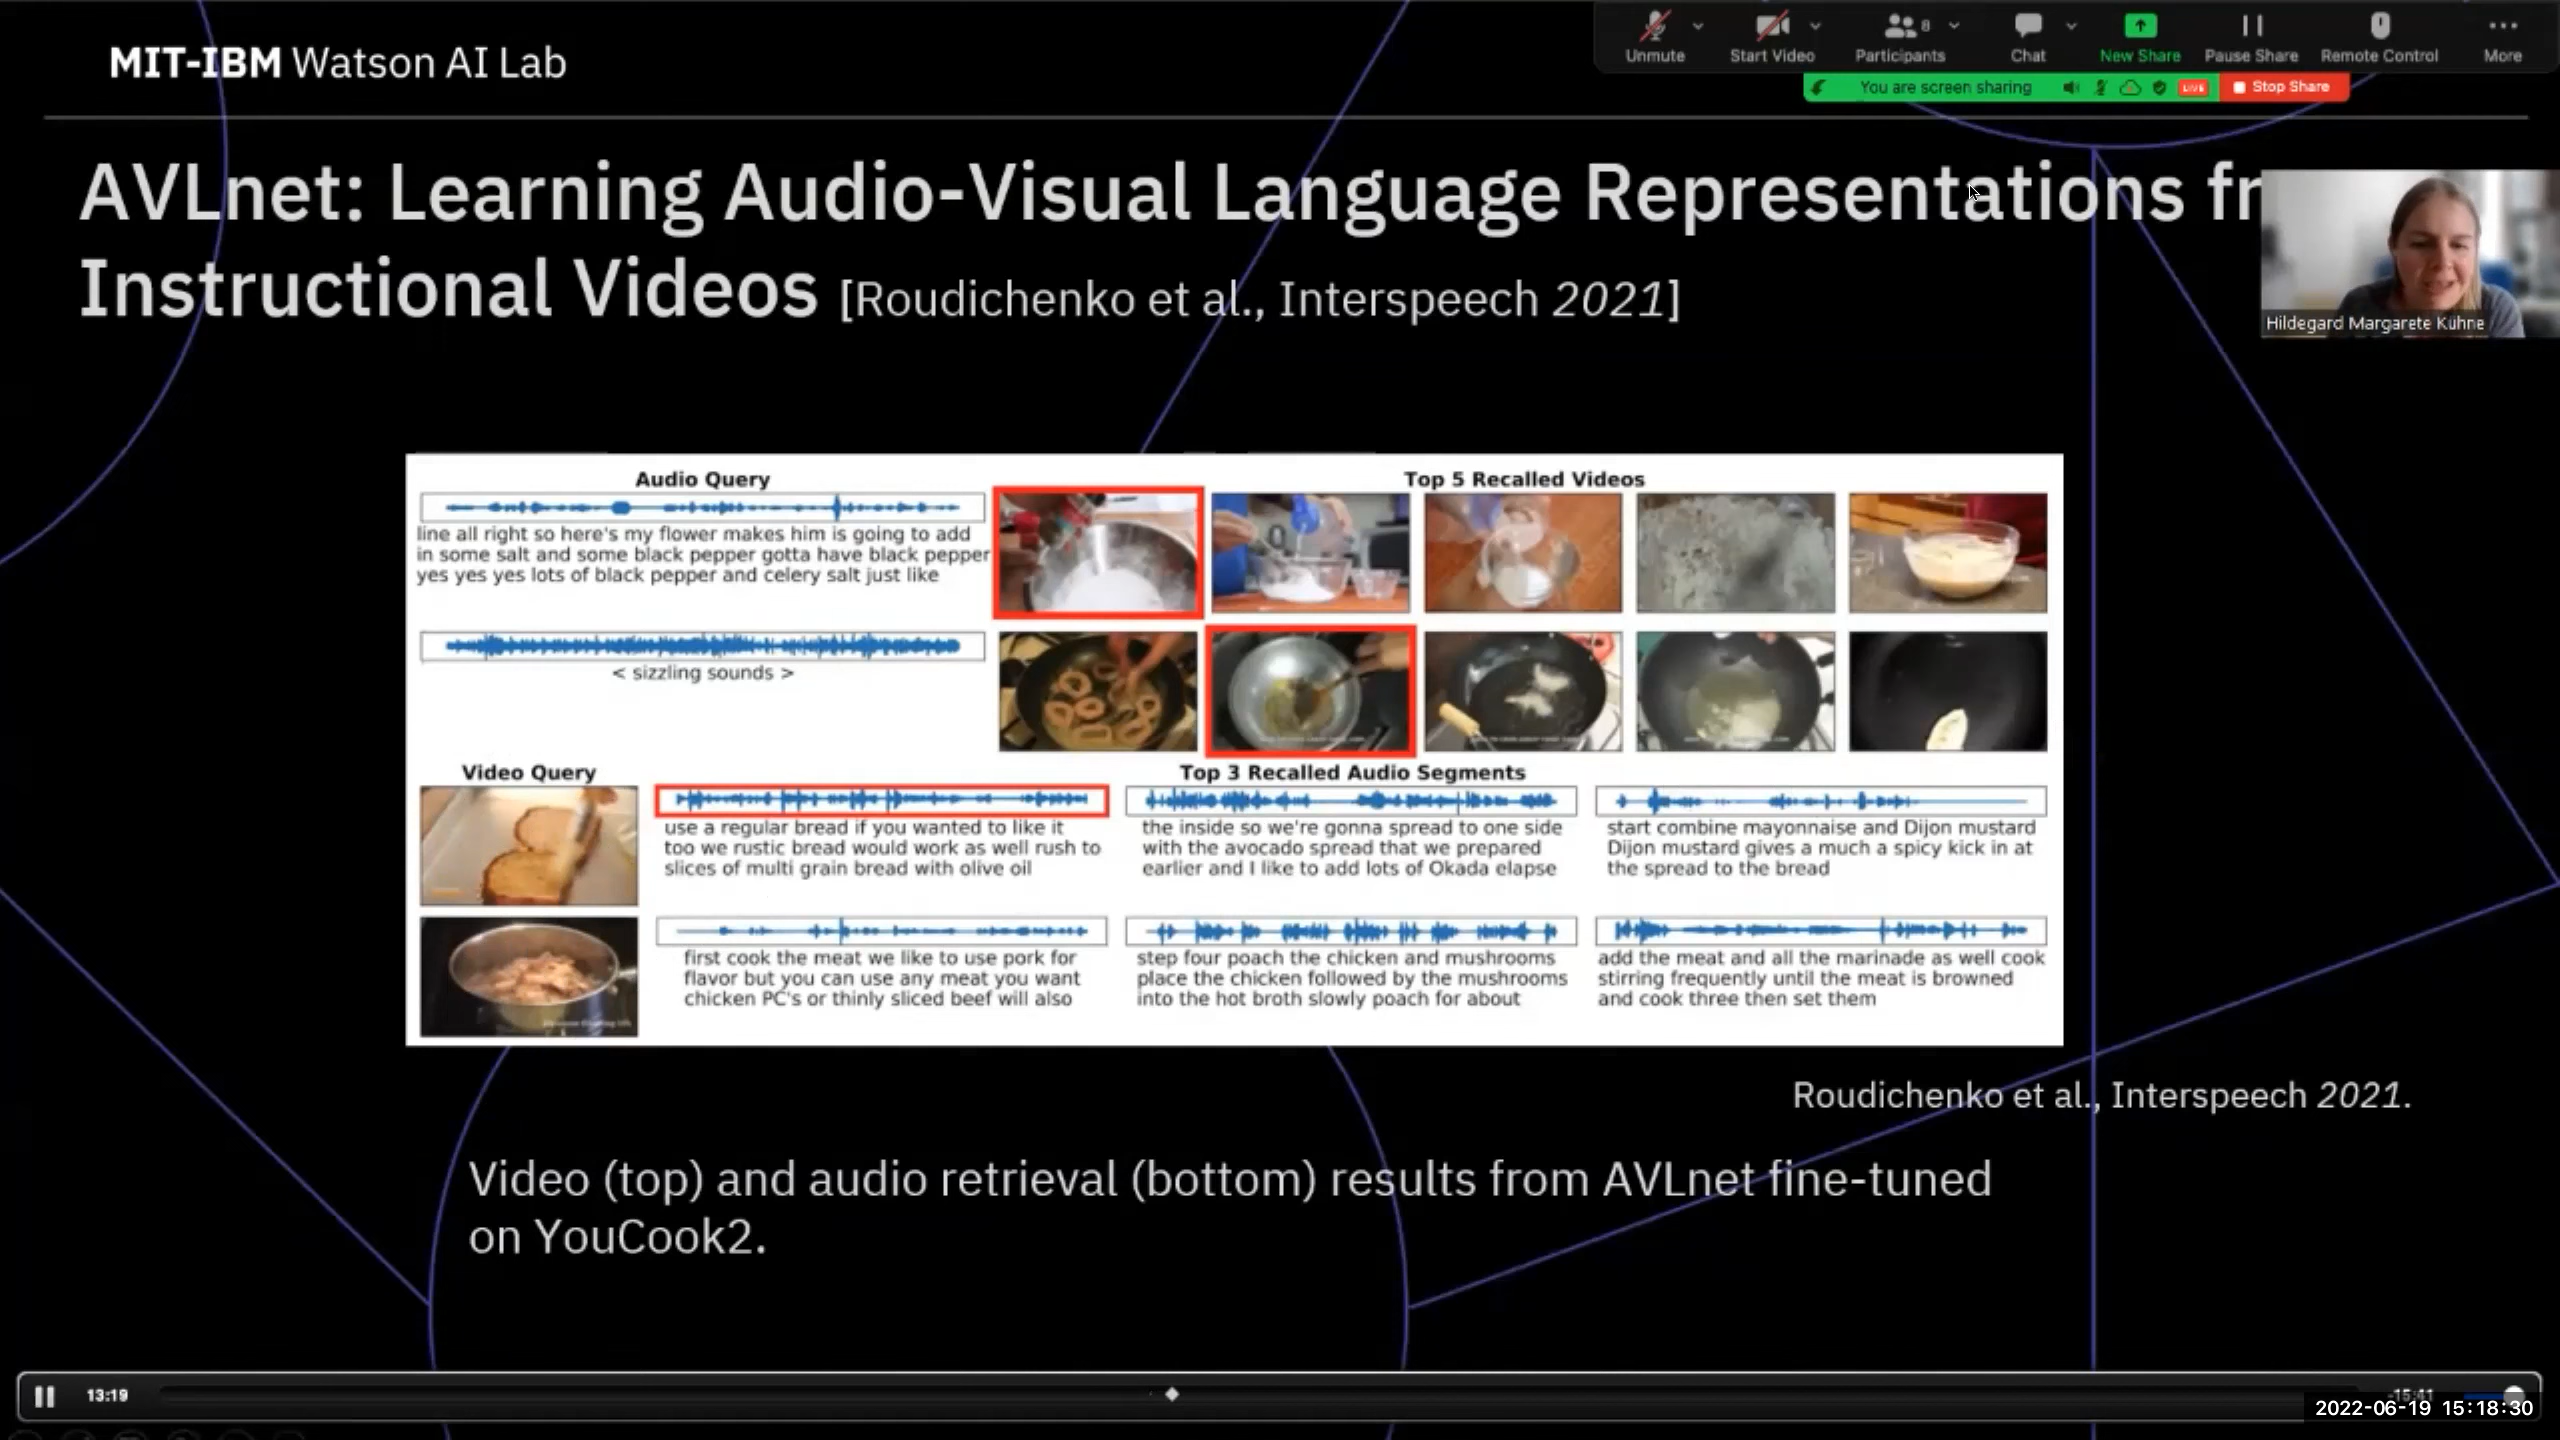 MIT-IBM Watson AI Lab
Unmute
Start Video
8
Participants
Chat
New Share
Pause Share
Remote Control
More
You are screen sharing
LIVE
Stop Share
AVLnet: Learning Audio-Visual Language Representations fr
Instructional Videos [Roudichenko et al., Interspeech 2021]
Hildegard Margarete Kühne
Audio Query
Top 5 Recalled Videos
line all right so here's my flower makes him is going to add
in some salt and some black pepper gotta have black pepper
yes yes yes lots of black pepper and celery salt just like
< sizzling sounds >
Video Query
Top 3 Recalled Audio Segments
use a regular bread if you wanted to like it
too we rustic bread would work as well rush to
slices of multi grain bread with olive oil
the inside so we're gonna spread to one side
with the avocado spread that we prepared
earlier and I like to add lots of Okada elapse
start combine mayonnaise and Dijon mustard
Dijon mustard gives a much a spicy kick in at
the spread to the bread
first cook the meat we like to use pork for
flavor but you can use any meat you want
chicken PC's or thinly sliced beef will also
step four poach the chicken and mushrooms
place the chicken followed by the mushrooms
into the hot broth slowly poach for about
add the meat and all the marinade as well cook
stirring frequently until the meat is browned
and cook three then set them
Roudichenko et al., Interspeech 2021.
Video (top) and audio retrieval (bottom) results from AVLnet fine-tuned
on YouCook2.
13:19
-15:41
2022-06-19 15:18:30